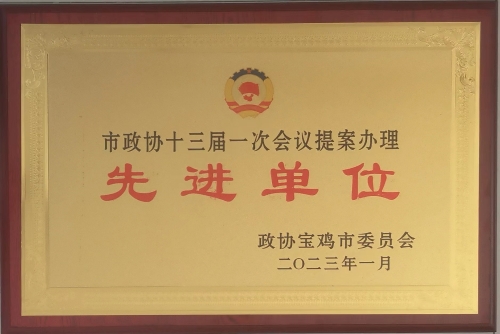 市政协十三届一次会议提案办理
先进单位
政协宝鸡市委员会
二〇二三年一月